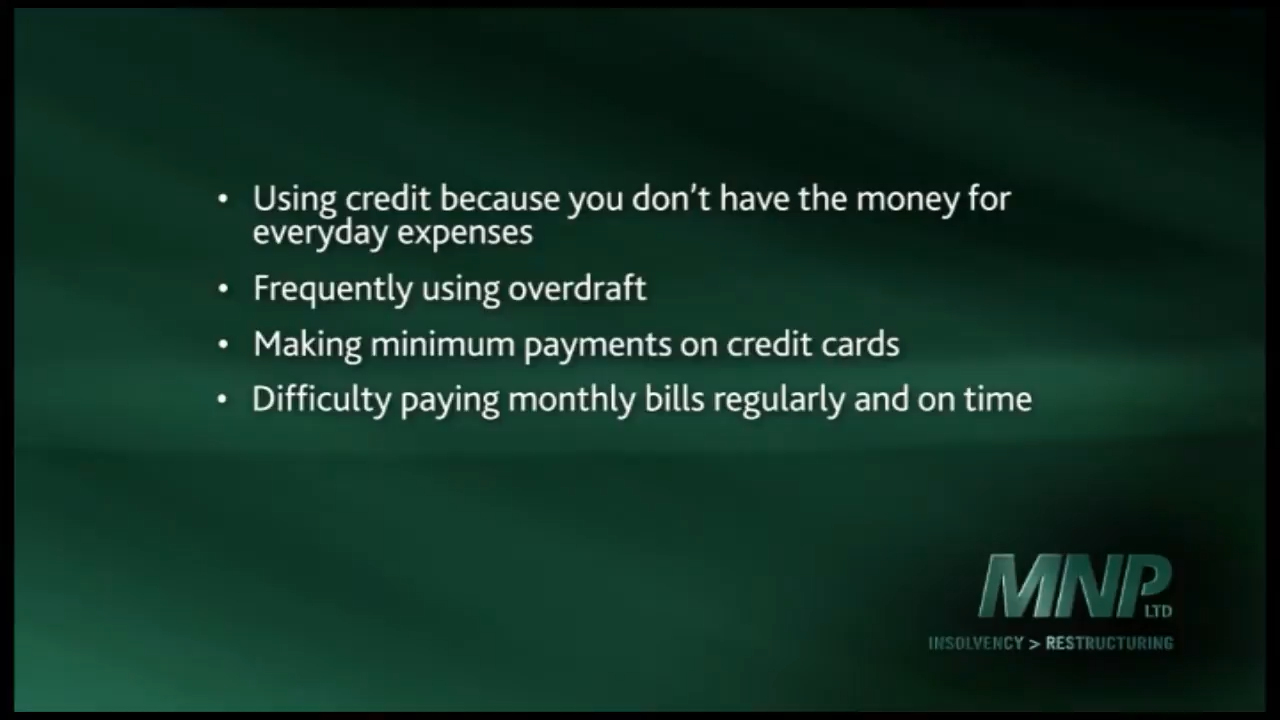 • Using credit because you don't have the money for
everyday expenses
• Frequently using overdraft
• Making minimum payments on credit cards
• Difficulty paying monthly bills regularly and on time
MNP
LTD
INSOLVENCY > RESTRUCTURING